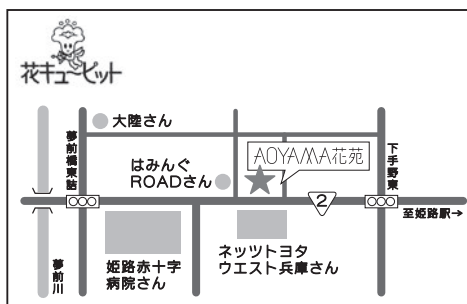 花キューピット
大陸さん
夢前橋東詰
はみんぐ
ROADさん
AOYAMA花苑
下手野東
2
至姫路駅→
夢前川
姫路赤十字
病院さん
ネッツトヨタ
ウエスト兵庫さん